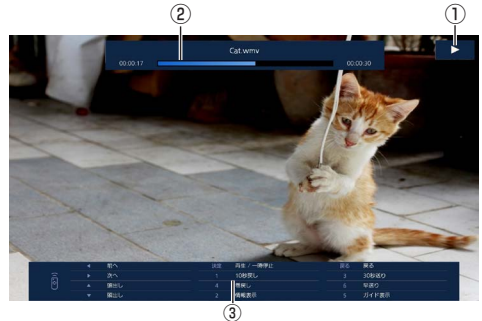 ② ①
Cat.wmv
00:00:17 00:00:30
◀ 前へ 決定 再生／一時停止 戻る 戻る
▶ 次へ 1 10秒戻し 3 30秒送り
▲ 頭出し 4 早戻し 6 早送り
▼ 頭出し 2 情報表示 5 ガイド表示
③